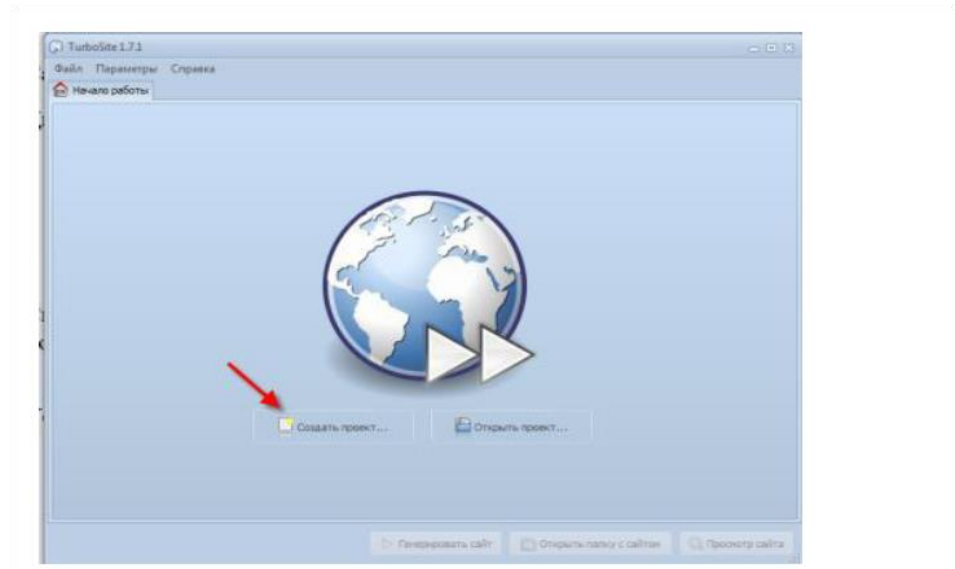 TurboSite 1.7.1
Файл Параметры Справка
Начало работы
Создать проект... Открыть проект...
Генерировать сайт Открыть папку с сайтом Просмотр сайта